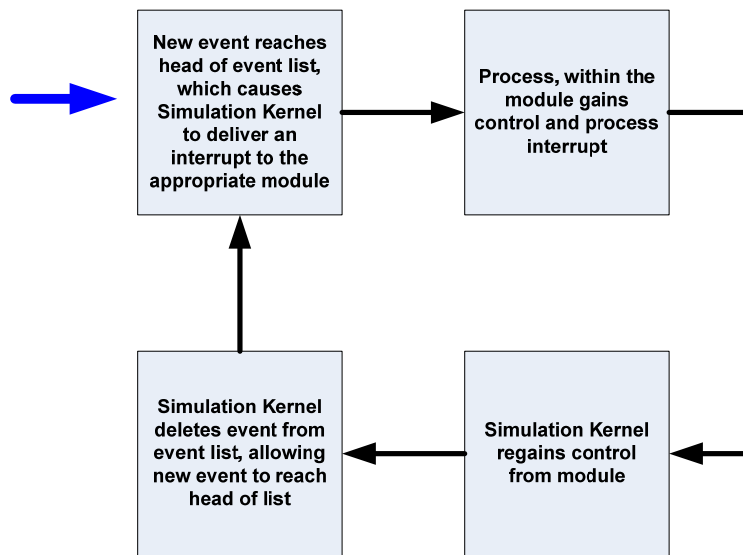 New event reaches
head of event list,
which causes
Simulation Kernel
to deliver an
interrupt to the
appropriate module
Process, within the
module gains
control and process
interrupt
Simulation Kernel
deletes event from
event list, allowing
new event to reach
head of list
Simulation Kernel
regains control
from module